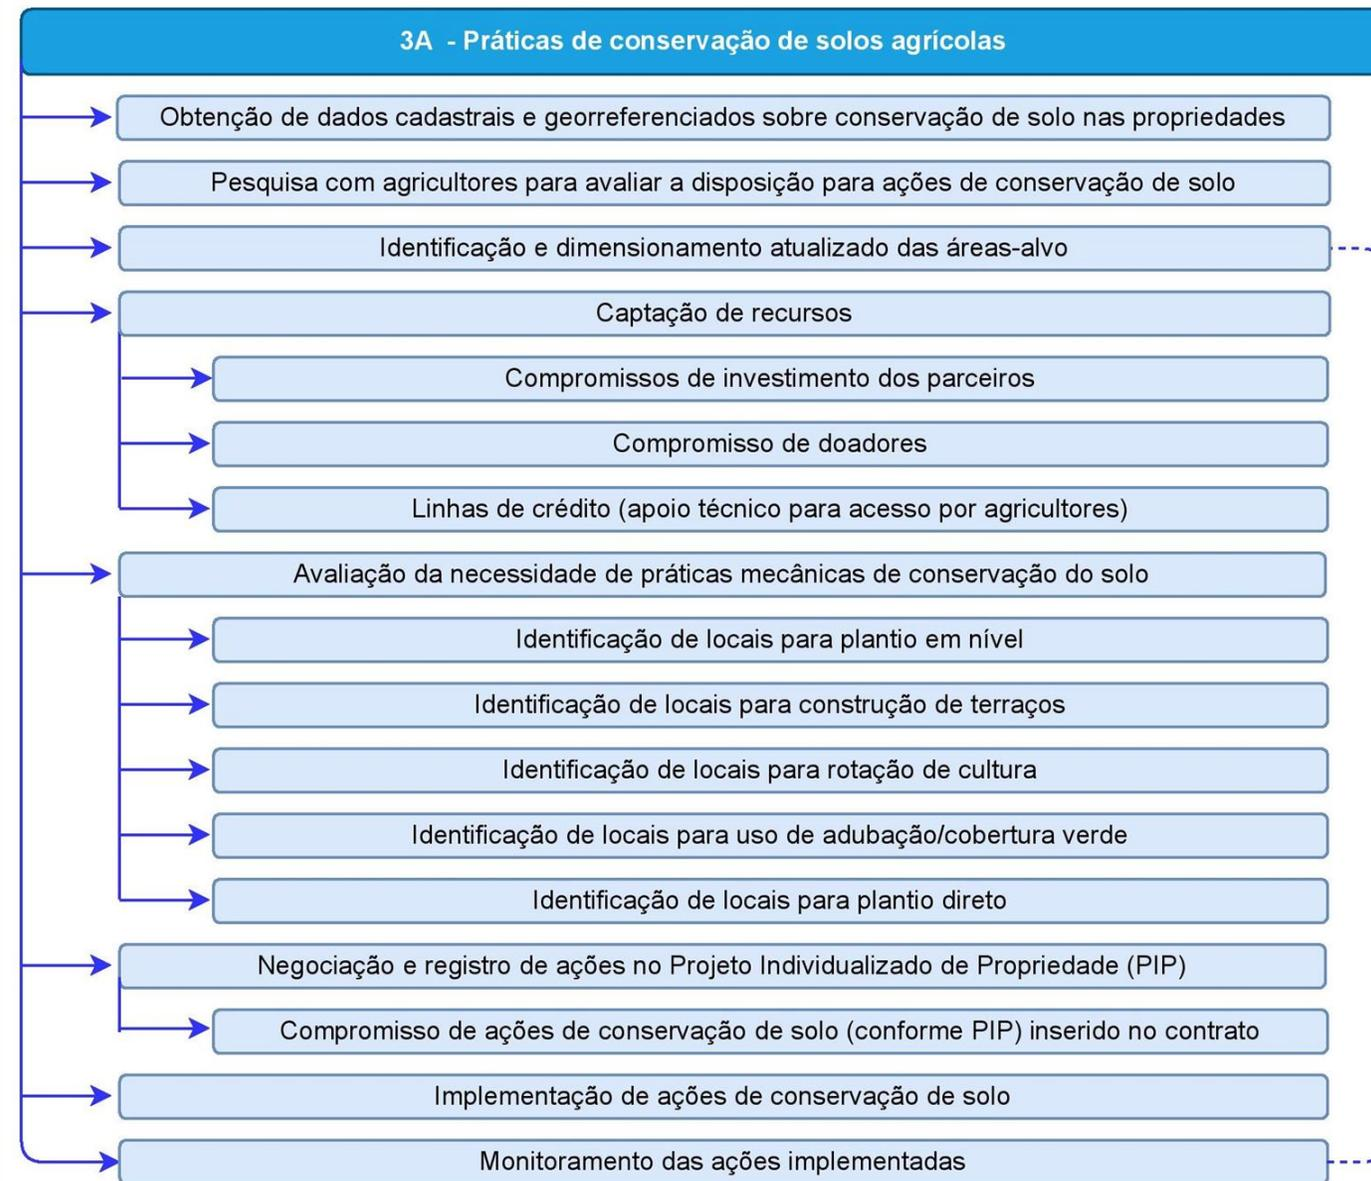 3A - Práticas de conservação de solos agrícolas
Obtenção de dados cadastrais e georreferenciados sobre conservação de solo nas propriedades
Pesquisa com agricultores para avaliar a disposição para ações de conservação de solo
Identificação e dimensionamento atualizado das áreas-alvo
Captação de recursos
Compromissos de investimento dos parceiros
Compromisso de doadores
Linhas de crédito (apoio técnico para acesso por agricultores)
Avaliação da necessidade de práticas mecânicas de conservação do solo
Identificação de locais para plantio em nível
Identificação de locais para construção de terraços
Identificação de locais para rotação de cultura
Identificação de locais para uso de adubação/cobertura verde
Identificação de locais para plantio direto
Negociação e registro de ações no Projeto Individualizado de Propriedade (PIP)
Compromisso de ações de conservação de solo (conforme PIP) inserido no contrato
Implementação de ações de conservação de solo
Monitoramento das ações implementadas